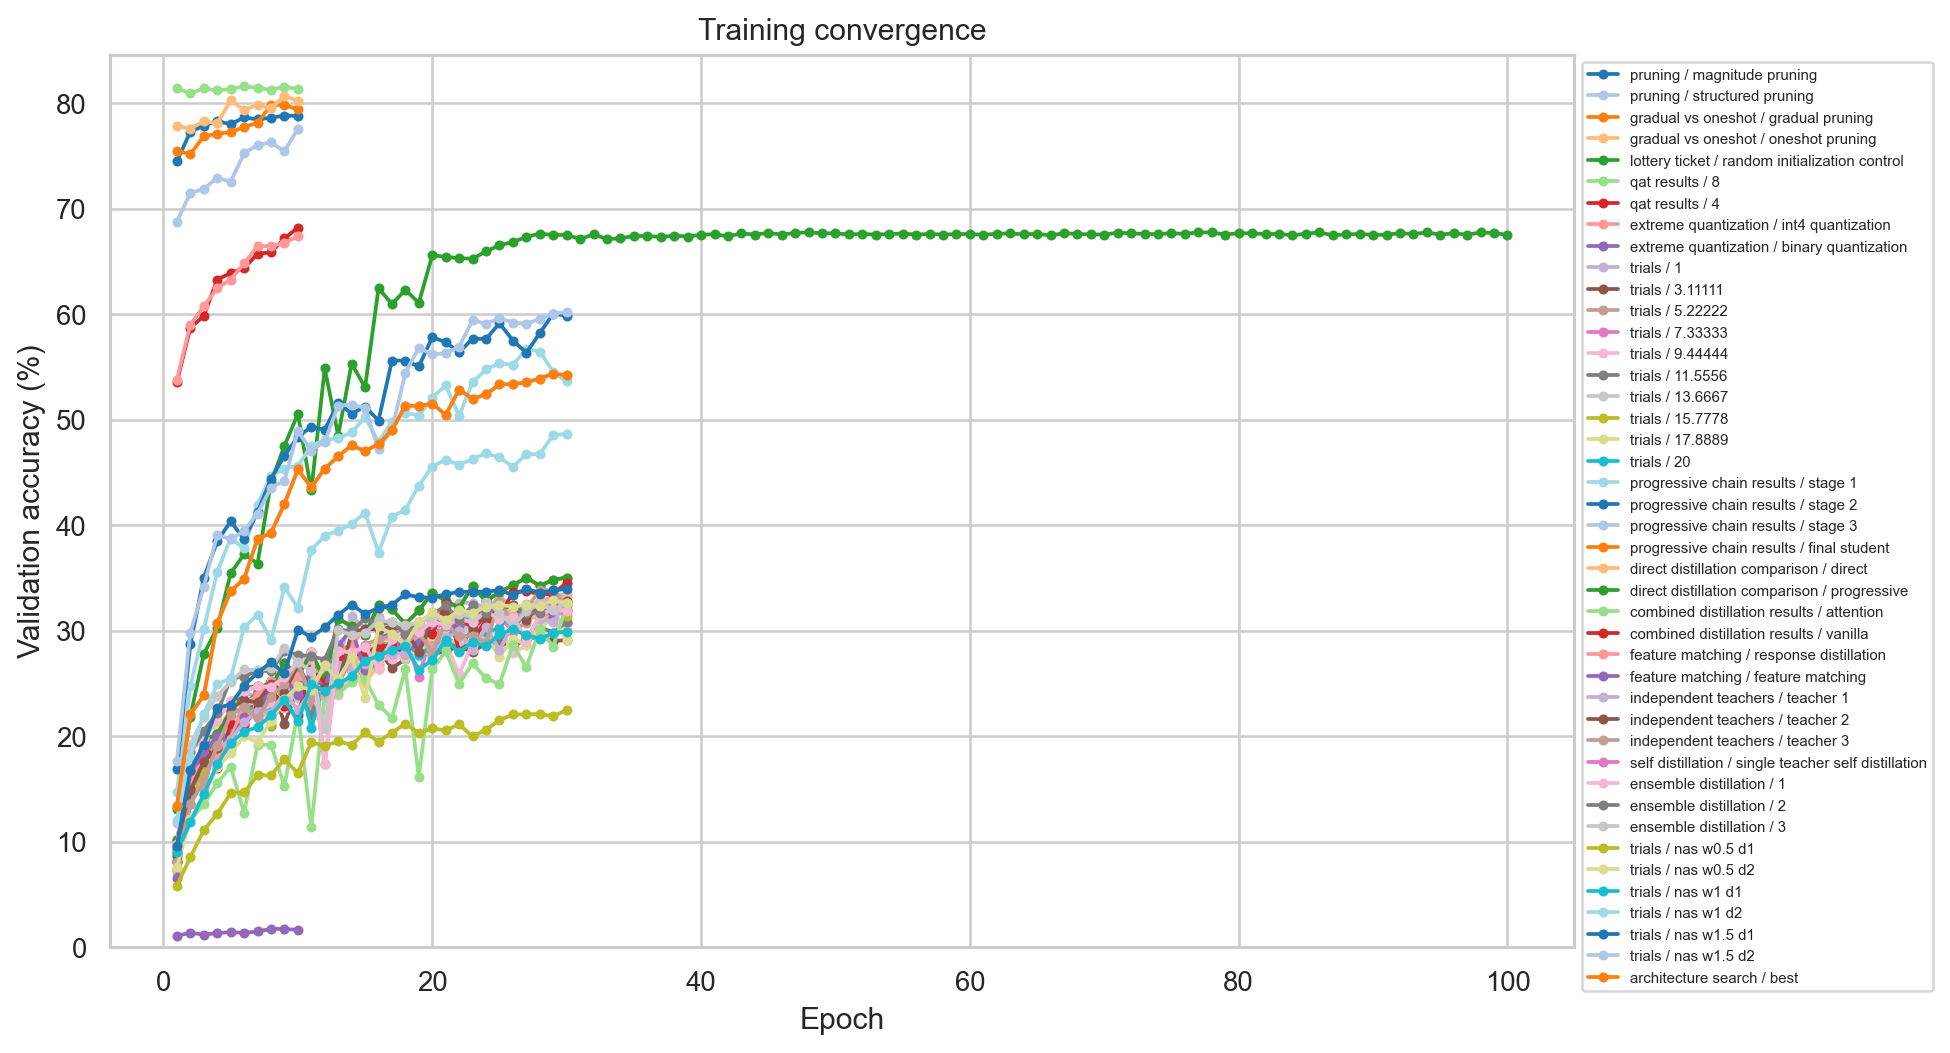 Training convergence
Validation accuracy (%)
80
70
60
50
40
30
20
10
0
0
20
40
60
80
100
Epoch
pruning / magnitude pruning
pruning / structured pruning
gradual vs oneshot / gradual pruning
gradual vs oneshot / oneshot pruning
lottery ticket / random initialization control
qat results / 8
qat results / 4
extreme quantization / int4 quantization
extreme quantization / binary quantization
trials / 1
trials / 3.11111
trials / 5.22222
trials / 7.33333
trials / 9.44444
trials / 11.5556
trials / 13.6667
trials / 15.7778
trials / 17.8889
trials / 20
progressive chain results / stage 1
progressive chain results / stage 2
progressive chain results / stage 3
progressive chain results / final student
direct distillation comparison / direct
direct distillation comparison / progressive
combined distillation results / attention
combined distillation results / vanilla
feature matching / response distillation
feature matching / feature matching
independent teachers / teacher 1
independent teachers / teacher 2
independent teachers / teacher 3
self distillation / single teacher self distillation
ensemble distillation / 1
ensemble distillation / 2
ensemble distillation / 3
trials / nas w0.5 d1
trials / nas w0.5 d2
trials / nas w1 d1
trials / nas w1 d2
trials / nas w1.5 d1
trials / nas w1.5 d2
architecture search / best